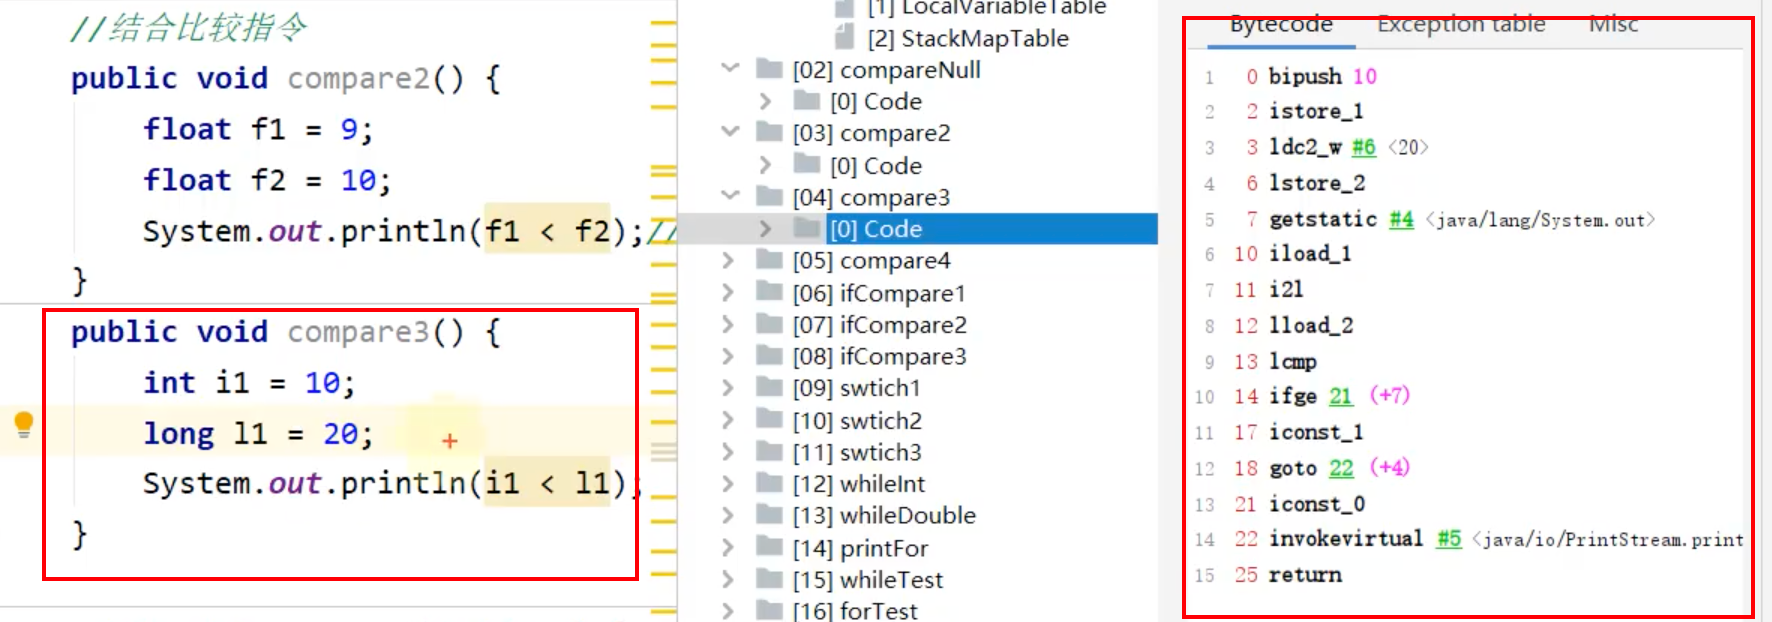 //结合比较指令
public void compare2() {
float f1 = 9;
float f2 = 10;
System.out.println(f1 < f2);//
}
public void compare3() {
int i1 = 10;
long l1 = 20;
System.out.println(i1 < l1);
}
[1] LocalVariableTable
[2] StackMapTable
[02] compareNull
[0] Code
[03] compare2
[0] Code
[04] compare3
[0] Code
[05] compare4
[06] ifCompare1
[07] ifCompare2
[08] ifCompare3
[09] swtich1
[10] swtich2
[11] swtich3
[12] whileInt
[13] whileDouble
[14] printFor
[15] whileTest
[16] forTest
Bytecode Exception table Misc
1 0 bipush 10
2 2 istore_1
3 3 ldc2_w #6 <20>
4 6 lstore_2
5 7 getstatic #4 <java/lang/System.out>
6 10 iload_1
7 11 i2l
8 12 lload_2
9 13 lcmp
10 14 ifge 21 (+7)
11 17 iconst_1
12 18 goto 22 (+4)
13 21 iconst_0
14 22 invokevirtual #5 <java/io/PrintStream.print
15 25 return